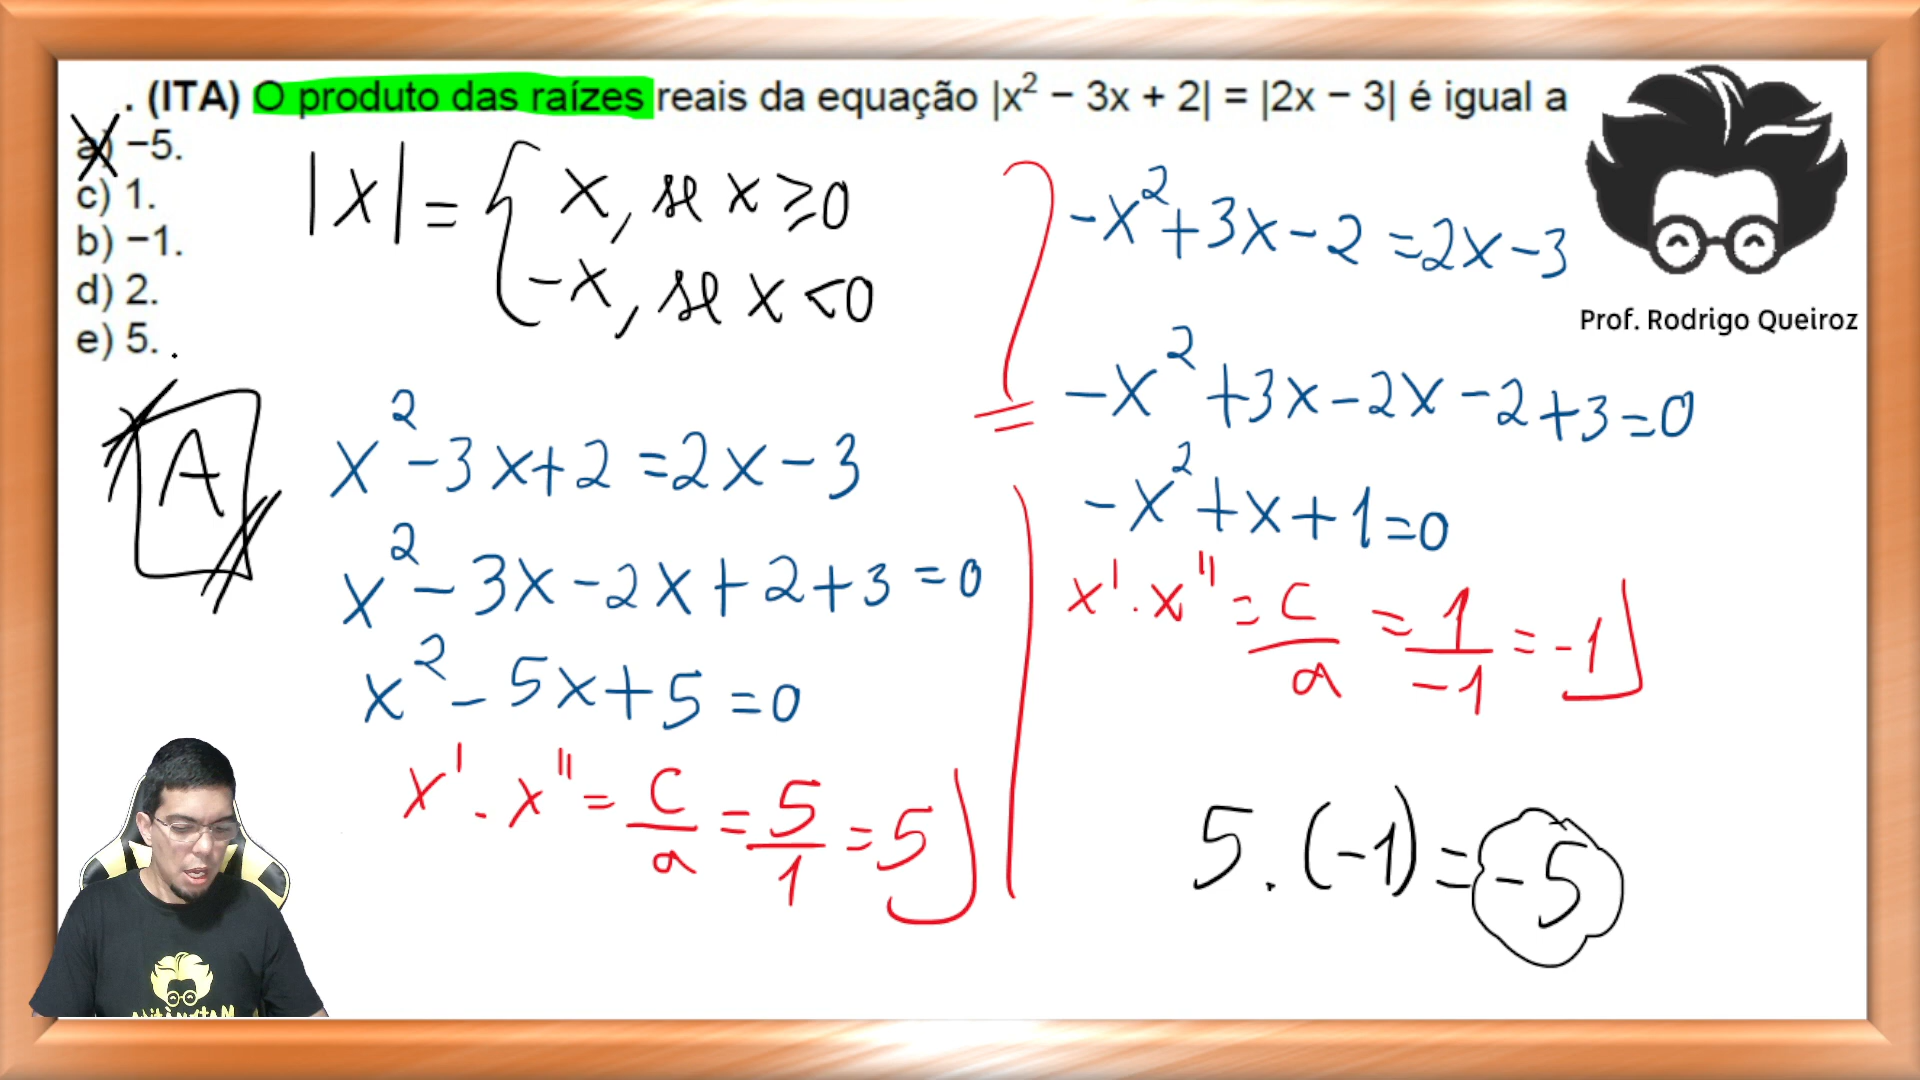 . (ITA) O produto das raízes reais da equação |x² − 3x + 2| = |2x − 3| é igual a
a) −5.
c) 1.
b) −1.
d) 2.
e) 5.
|x| = { x, se x ≥ 0
-x, se x < 0
A
x² - 3x + 2 = 2x - 3
x² - 3x - 2x + 2 + 3 = 0
x² - 5x + 5 = 0
x' . x'' = c/a = 5/1 = 5
-x² + 3x - 2 = 2x - 3
-x² + 3x - 2x - 2 + 3 = 0
-x² + x + 1 = 0
x' . x'' = c/a = 1/-1 = -1
5 . (-1) = -5
Prof. Rodrigo Queiroz